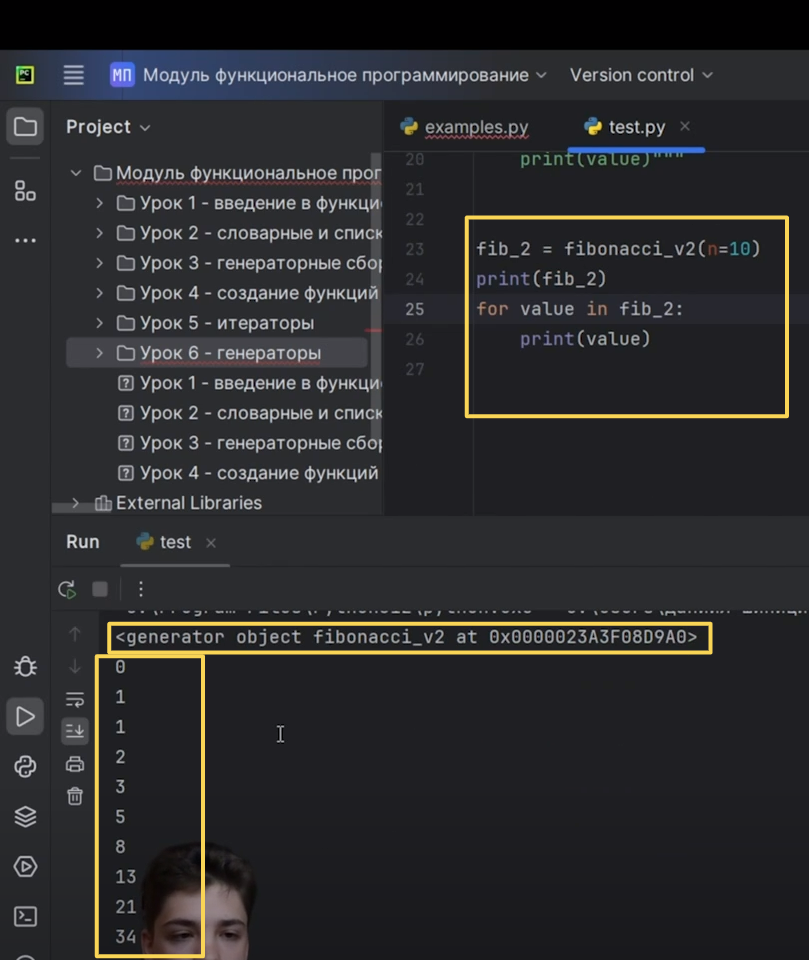 PC
МП Модуль функциональное программирование Version control
Project
examples.py test.py
Модуль функциональное прог
Урок 1 - введение в функци
Урок 2 - словарные и списк
Урок 3 - генераторные сбор
Урок 4 - создание функций
Урок 5 - итераторы
Урок 6 - генераторы
Урок 1 - введение в функци
Урок 2 - словарные и списк
Урок 3 - генераторные сбор
Урок 4 - создание функций
External Libraries
20 print(value)"""
21
22
23 fib_2 = fibonacci_v2(n=10)
24 print(fib_2)
25 for value in fib_2:
26 print(value)
27
Run test
<generator object fibonacci_v2 at 0x0000023A3F08D9A0>
0
1
1
2
3
5
8
13
21
34